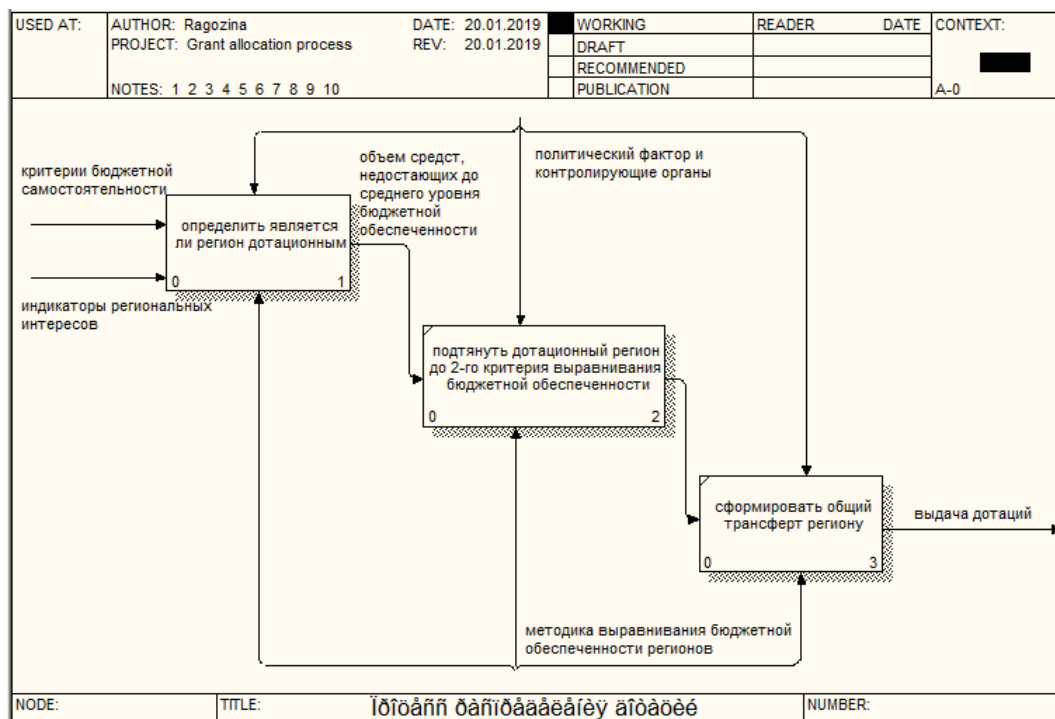 USED AT:
AUTHOR: Ragozina
DATE: 20.01.2019
PROJECT: Grant allocation process
REV: 20.01.2019
NOTES: 1 2 3 4 5 6 7 8 9 10
WORKING
DRAFT
RECOMMENDED
PUBLICATION
READER
DATE
CONTEXT:
A-0
критерии бюджетной
самостоятельности
индикаторы региональных
интересов
определить является
ли регион дотационным
0
1
объем средст,
недостающих до
среднего уровня
бюджетной
обеспеченности
политический фактор и
контролирующие органы
подтянуть дотационный регион
до 2-го критерия выравнивания
бюджетной обеспеченности
0
2
сформировать общий
трансферт региону
0
3
выдача дотаций
методика выравнивания бюджетной
обеспеченности регионов
NODE:
TITLE:
Ïðîöåññ ðàñïðåäåëåíèÿ äîòàöèé
NUMBER: